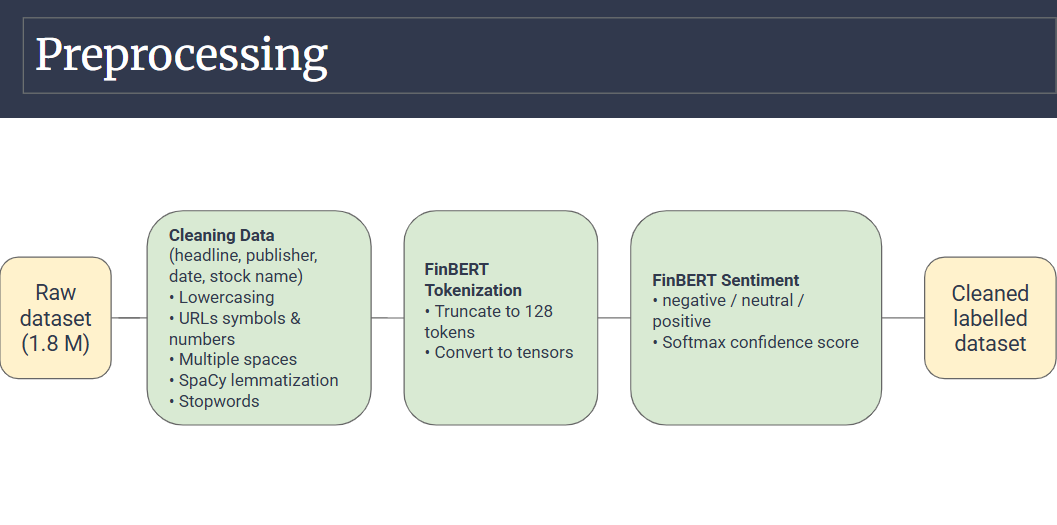 Preprocessing
Raw
dataset
(1.8 M)
Cleaning Data
(headline, publisher,
date, stock name)
• Lowercasing
• URLs symbols &
numbers
• Multiple spaces
• SpaCy lemmatization
• Stopwords
FinBERT
Tokenization
• Truncate to 128
tokens
• Convert to tensors
FinBERT Sentiment
• negative / neutral /
positive
• Softmax confidence score
Cleaned
labelled
dataset